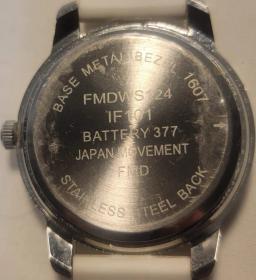 BASE METAL BEZEL 1607
FMDWS124
IF101
BATTERY 377
JAPAN MOVEMENT
FMD
STAINLESS STEEL BACK